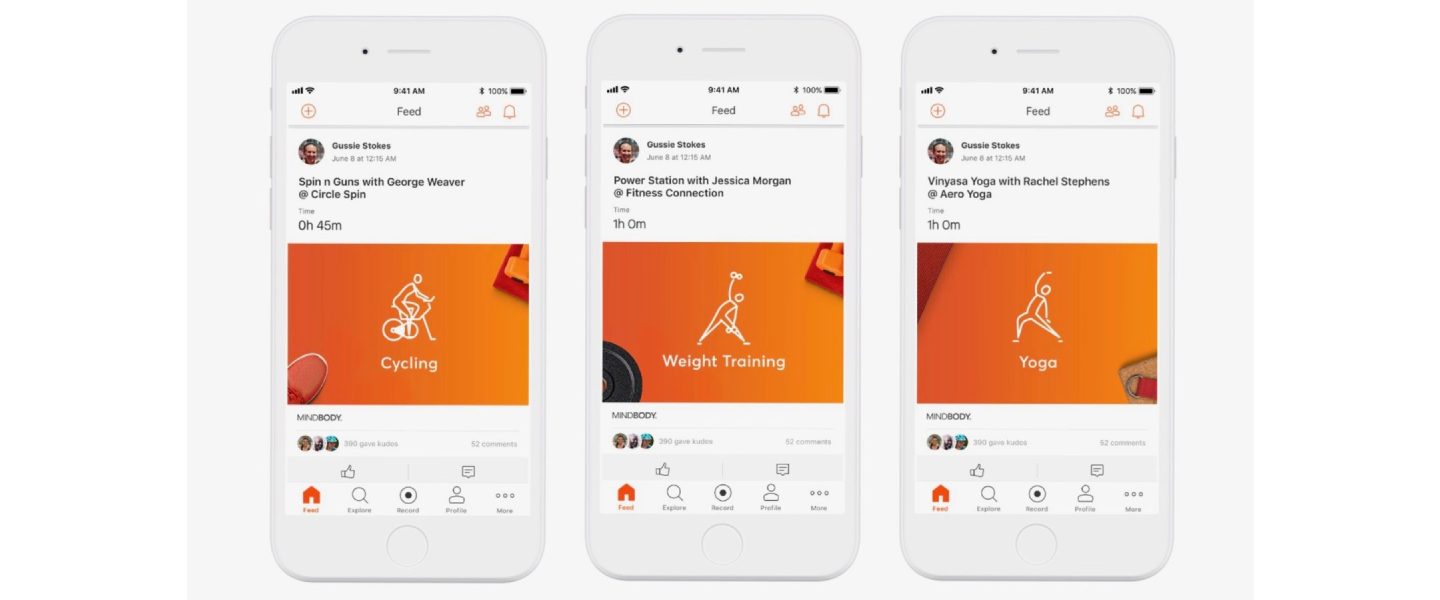 9:41 AM
100%
Feed
Gussie Stokes
June 8 at 12:15 AM
Spin n Guns with George Weaver
@ Circle Spin
Time
0h 45m
Cycling
MINDBODY.
390 gave kudos
52 comments
Feed
Explore
Record
Profile
More
9:41 AM
100%
Feed
Gussie Stokes
June 8 at 12:15 AM
Power Station with Jessica Morgan
@ Fitness Connection
Time
1h 0m
Weight Training
MINDBODY.
390 gave kudos
52 comments
Feed
Explore
Record
Profile
More
9:41 AM
100%
Feed
Gussie Stokes
June 8 at 12:15 AM
Vinyasa Yoga with Rachel Stephens
@ Aero Yoga
Time
1h 0m
Yoga
MINDBODY.
390 gave kudos
52 comments
Feed
Explore
Record
Profile
More